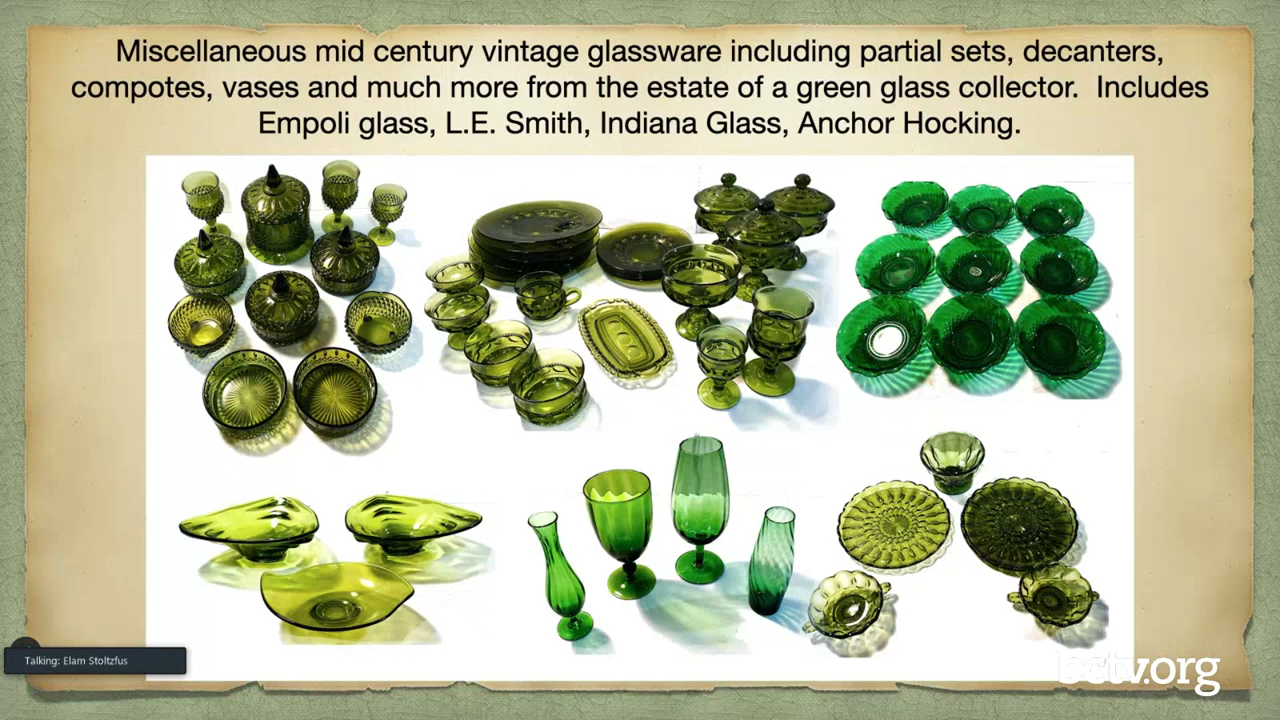 Miscellaneous mid century vintage glassware including partial sets, decanters,
compotes, vases and much more from the estate of a green glass collector.  Includes
Empoli glass, L.E. Smith, Indiana Glass, Anchor Hocking.
Talking: Elam Stoltzfus
bctv.org